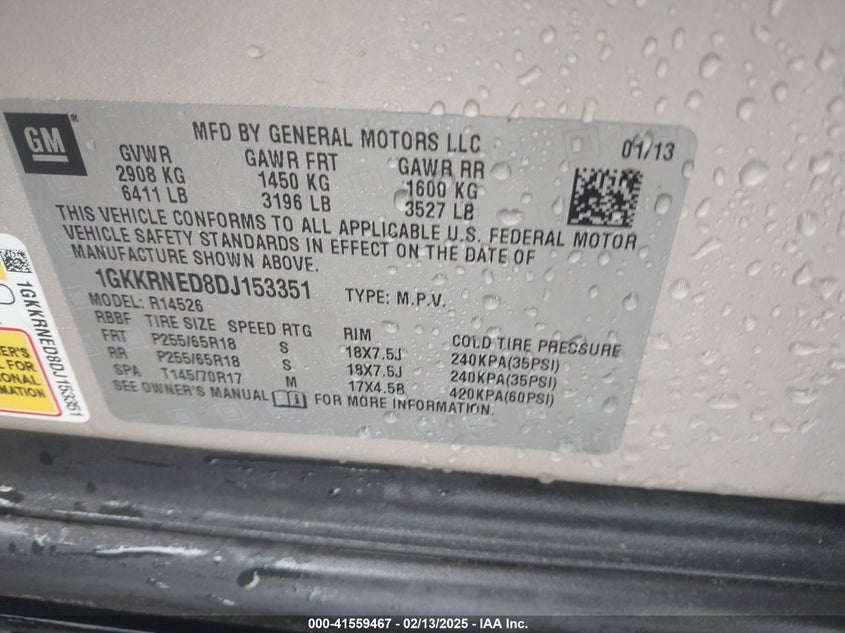 GM ®
MFD BY GENERAL MOTORS LLC
01/13
GVWR GAWR FRT GAWR RR
2908 KG 1450 KG 1600 KG
6411 LB 3196 LB 3527 LB
THIS VEHICLE CONFORMS TO ALL APPLICABLE U.S. FEDERAL MOTOR
VEHICLE SAFETY STANDARDS IN EFFECT ON THE DATE OF
MANUFACTURE SHOWN ABOVE.
1GKKRNED8DJ153351 TYPE: M.P.V.
MODEL: R14526
RBBF TIRE SIZE SPEED RTG RIM COLD TIRE PRESSURE
FRT P255/65R18 S 18X7.5J 240KPA(35PSI)
RR P255/65R18 S 18X7.5J 240KPA(35PSI)
SPA T145/70R17 M 17X4.5B 420KPA(60PSI)
SEE OWNER'S MANUAL FOR MORE INFORMATION.
1GKKRNED8DJ153351
000-41559467 - 02/13/2025 - IAA Inc.